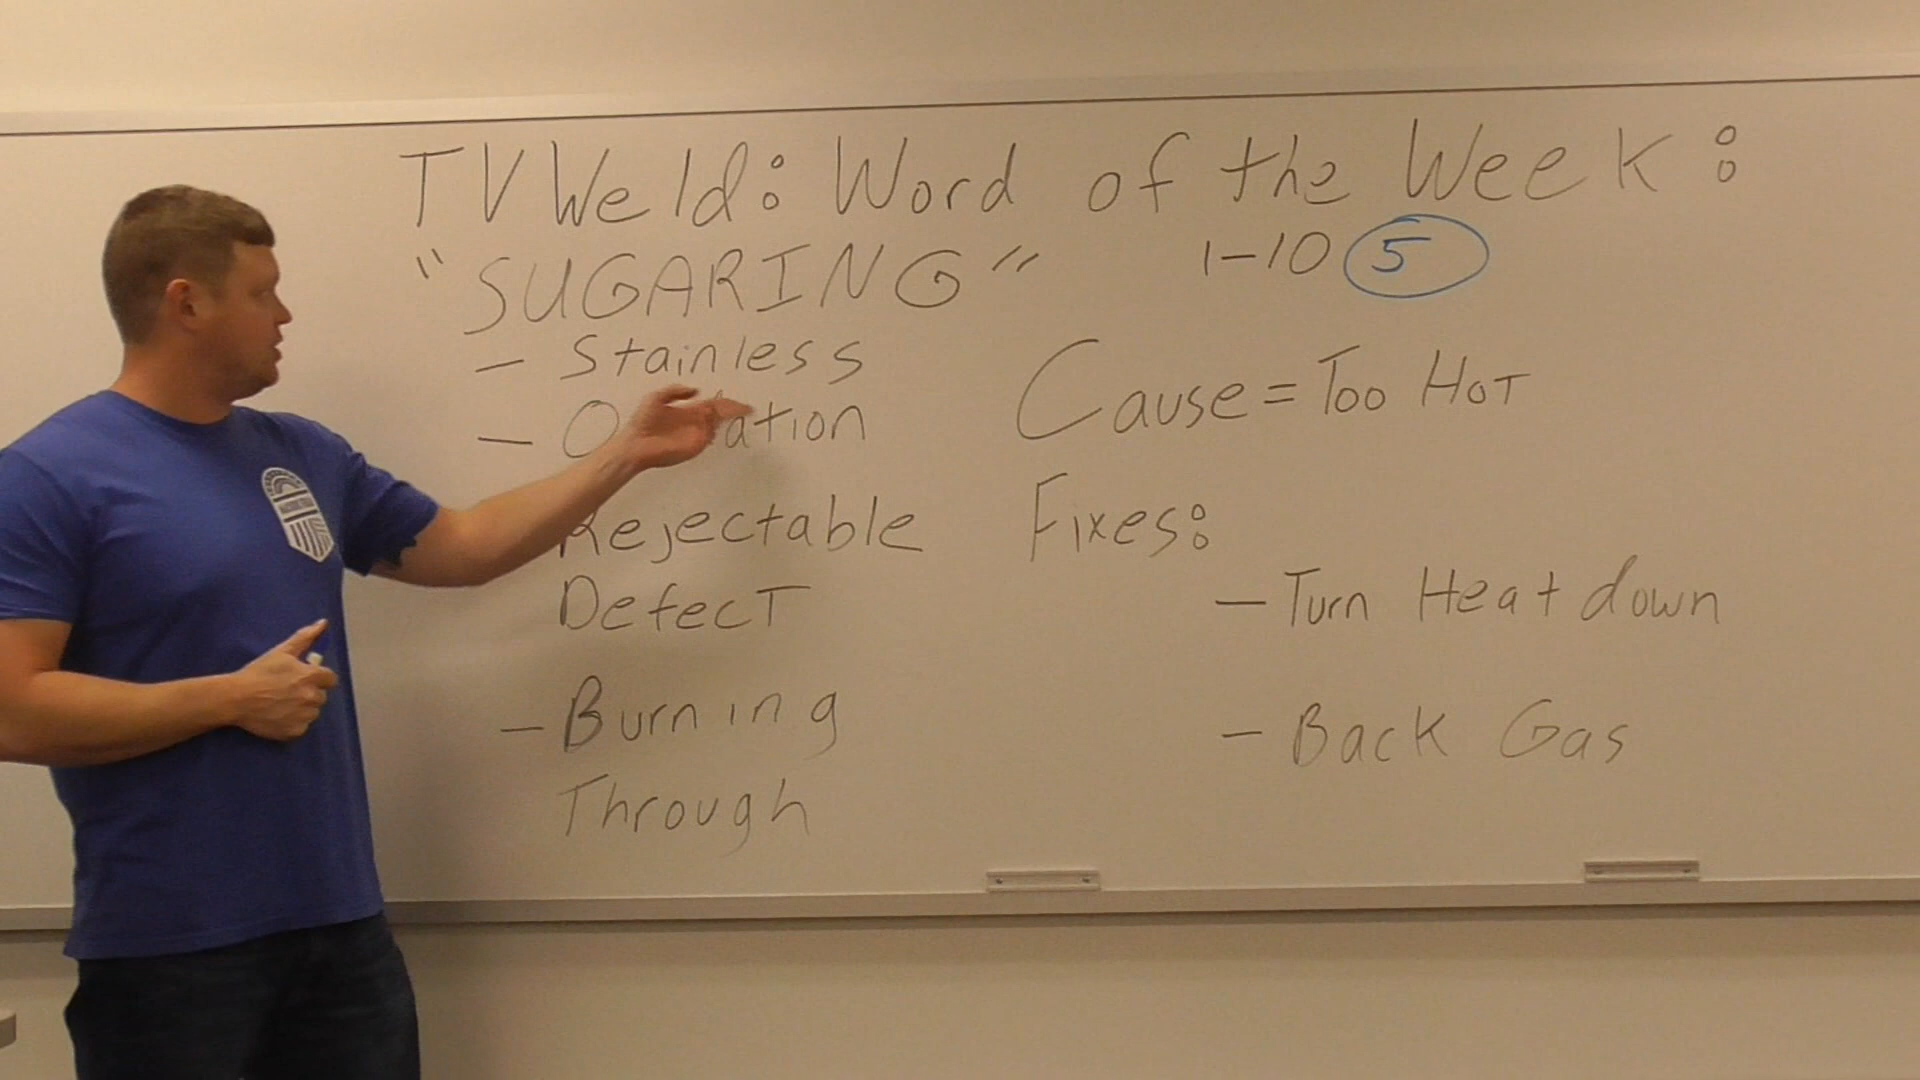 TV Weld: Word of the Week:
"SUGARING"
1-10 5
- Stainless
Cause = Too Hot
Rejectable
Defect
Fixes:
- Turn Heat down
- Burning
Through
- Back Gas